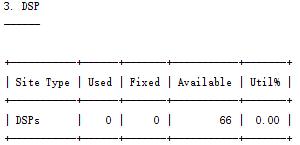 3. DSP
------

+-----------+------+-------+-----------+-------+
| Site Type | Used | Fixed | Available | Util% |
+-----------+------+-------+-----------+-------+
| DSPs      |    0 |     0 |        66 |  0.00 |
+-----------+------+-------+-----------+-------+